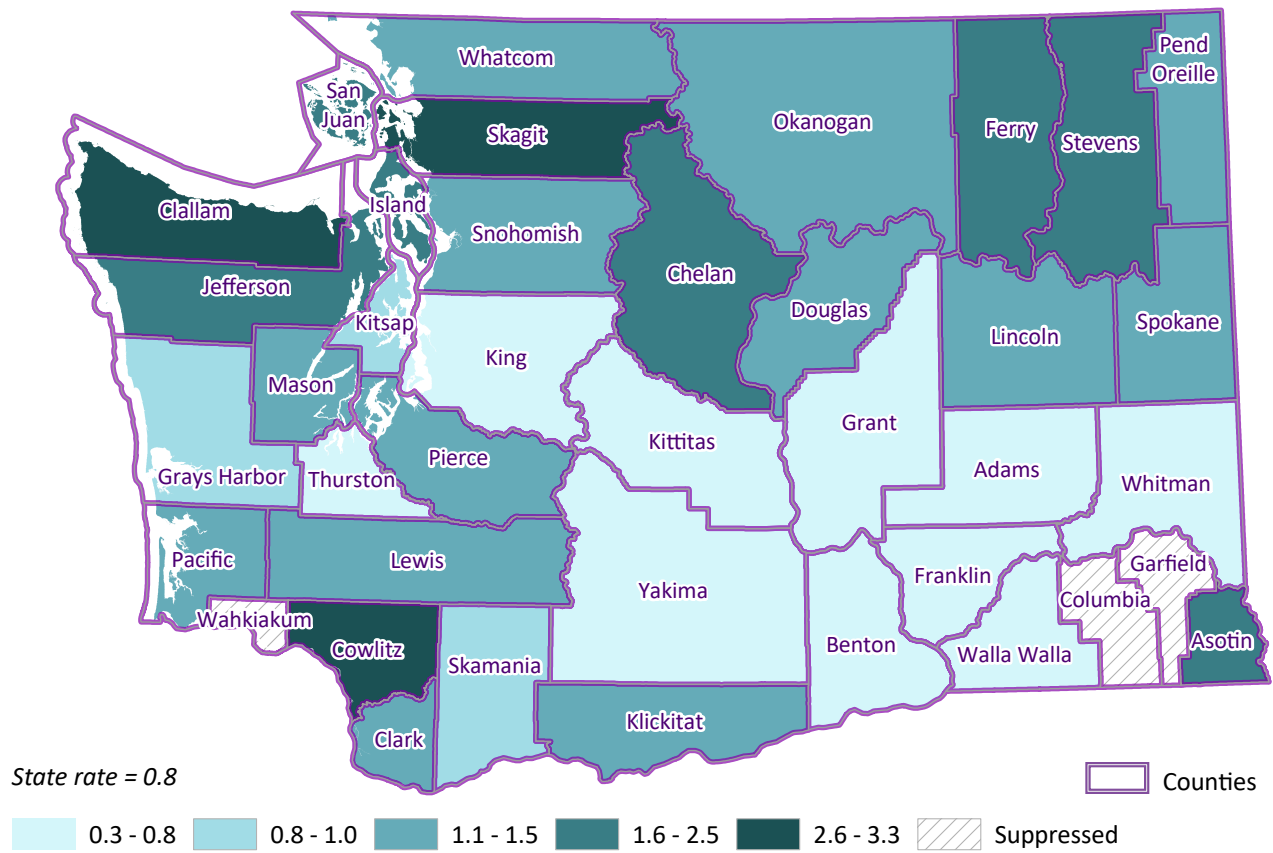 Whatcom
Pend
Oreille
San
Juan
Skagit
Okanogan
Ferry
Stevens
Clallam
Island
Snohomish
Chelan
Jefferson
Douglas
Kitsap
Lincoln
Spokane
King
Mason
Grant
Kittitas
Pierce
Adams
Grays Harbor
Thurston
Whitman
Pacific
Lewis
Garfield
Franklin
Yakima
Columbia
Wahkiakum
Cowlitz
Benton
Asotin
Skamania
Walla Walla
Klickitat
Clark
State rate = 0.8
Counties
0.3 - 0.8
0.8 - 1.0
1.1 - 1.5
1.6 - 2.5
2.6 - 3.3
Suppressed